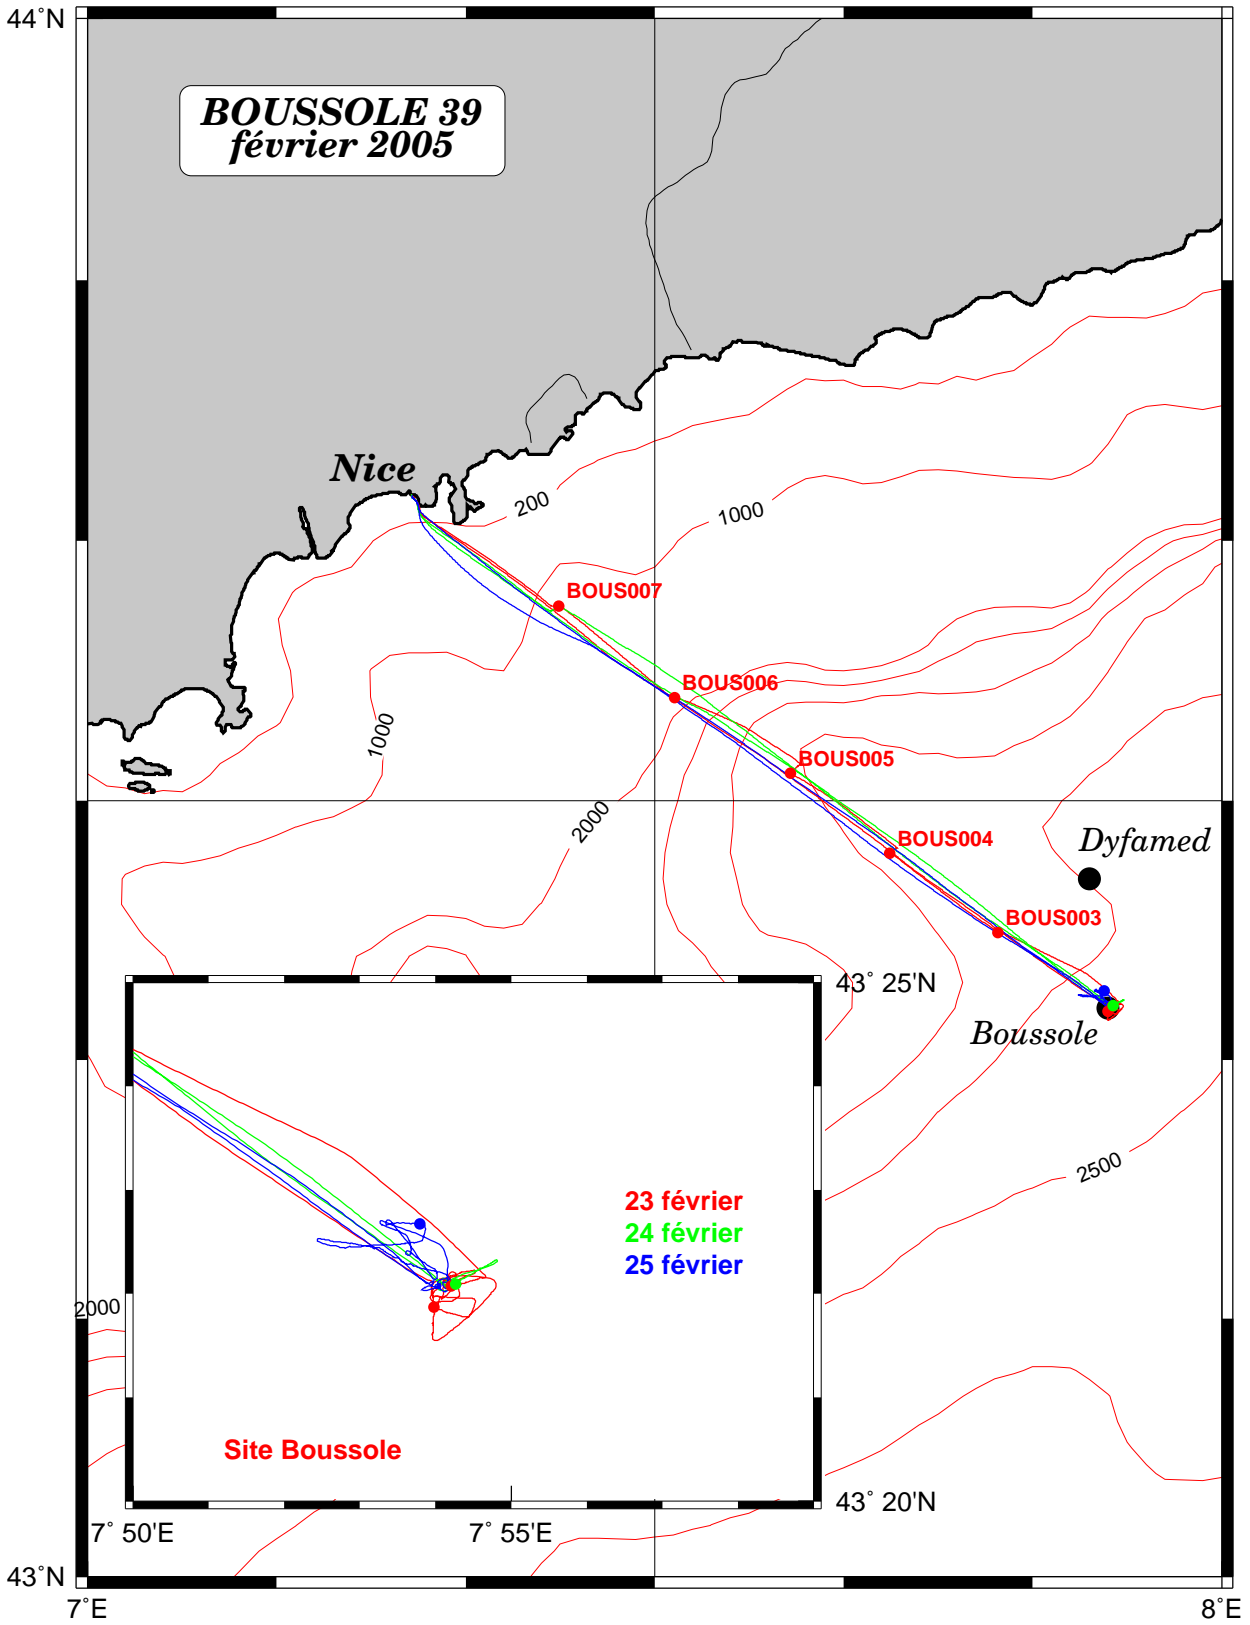 44°N
BOUSSOLE 39
février 2005
Nice
200
1000
BOUS007
BOUS006
1000
BOUS005
2000
BOUS004
Dyfamed
BOUS003
43° 25'N
Boussole
2500
23 février
24 février
25 février
2000
Site Boussole
43° 20'N
7° 50'E
7° 55'E
43°N
7°E
8°E